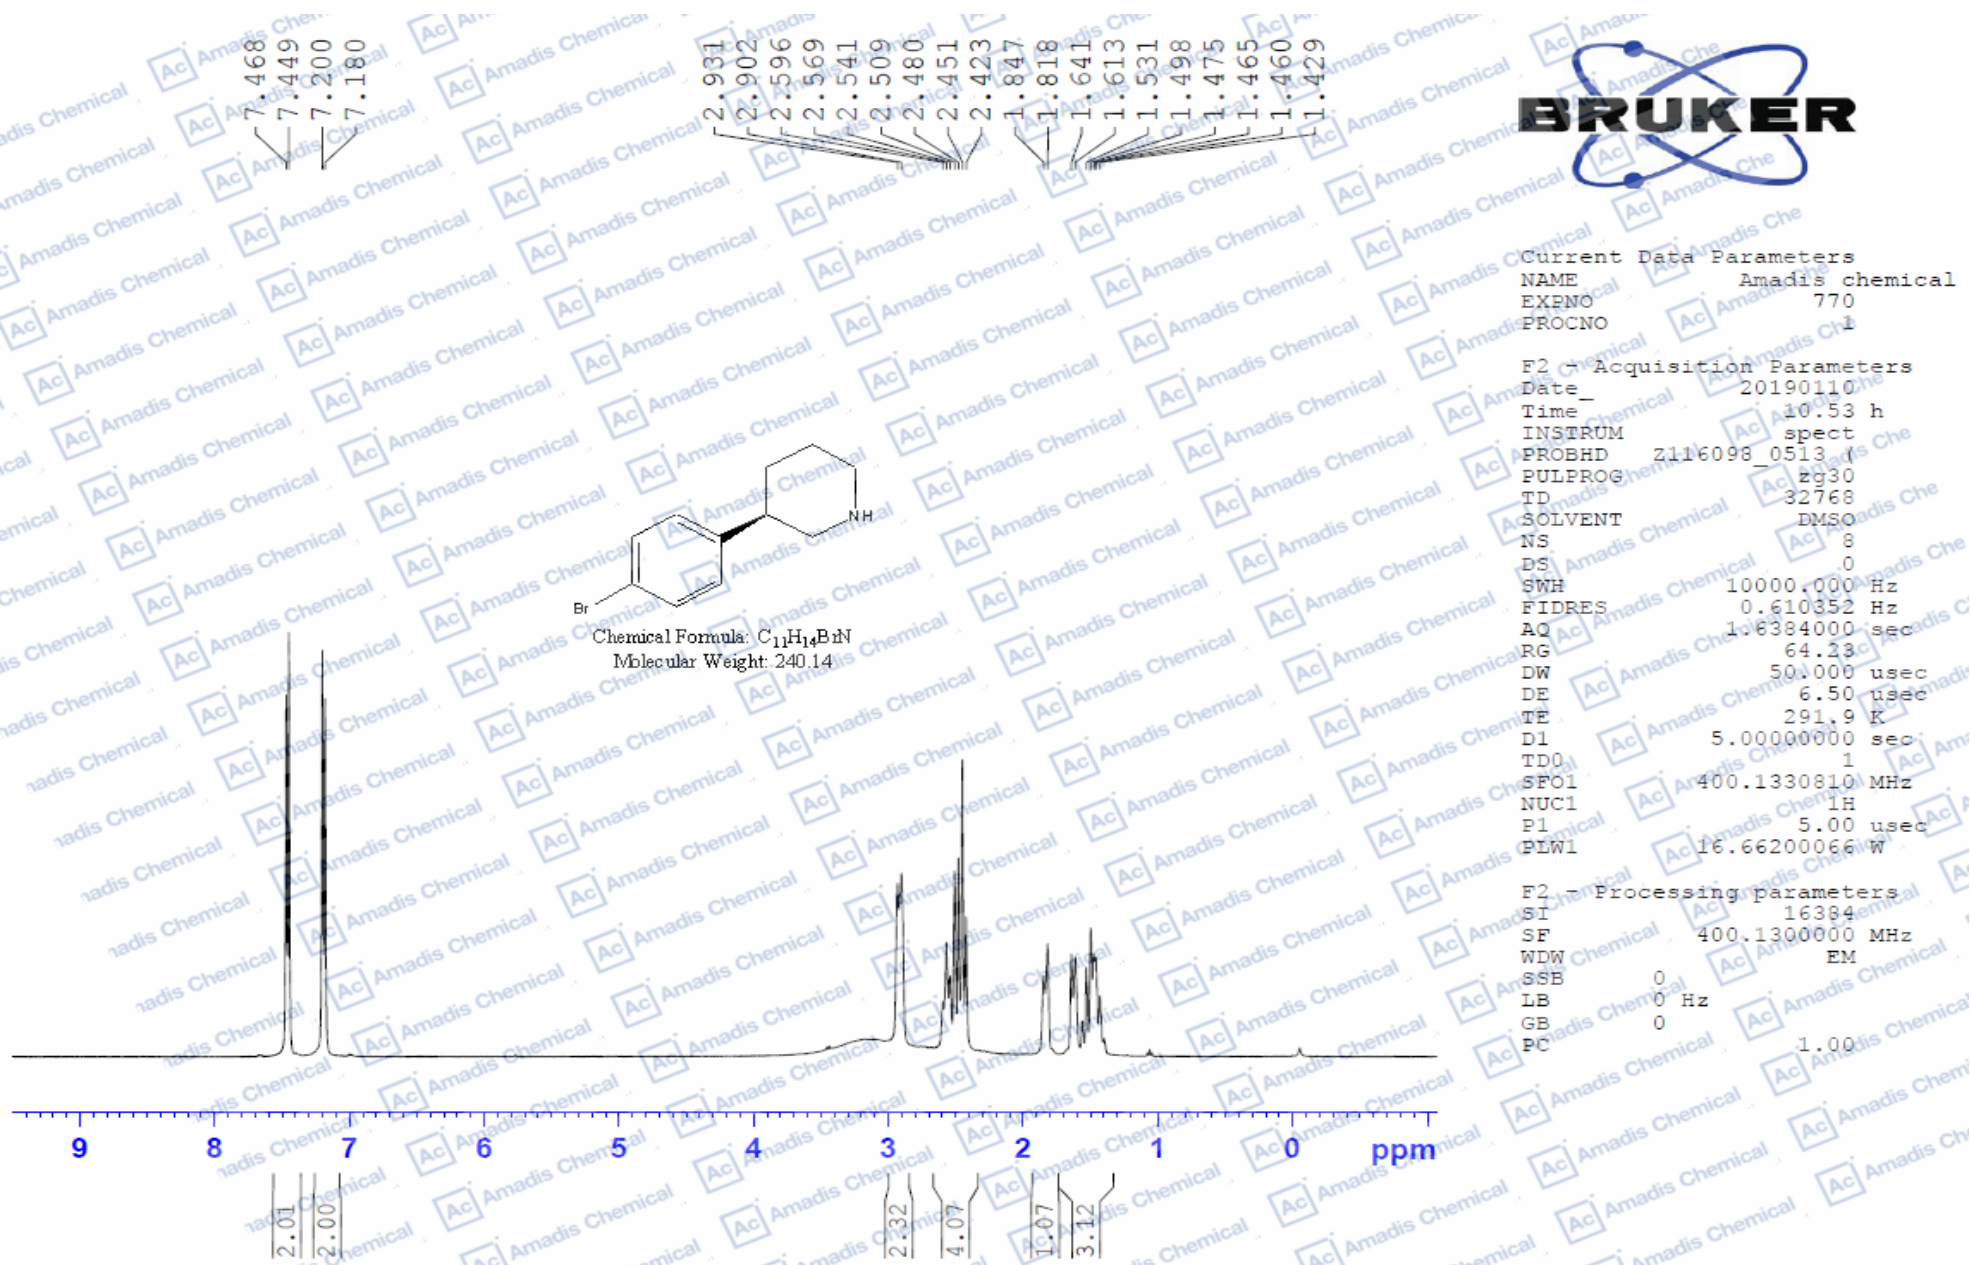 7.468
7.449
7.200
7.180
2.931
2.902
2.596
2.569
2.541
2.509
2.480
2.451
2.423
1.847
1.818
1.641
1.613
1.531
1.498
1.475
1.465
1.460
1.429
BRUKER
Current Data Parameters
NAME Amadis chemical
EXPNO 770
PROCNO 1
F2 - Acquisition Parameters
Date_ 20190110
Time 10.53 h
INSTRUM spect
PROBHD Z116098_0513 (
PULPROG zg30
TD 32768
SOLVENT DMSO
NS 8
DS 0
SWH 10000.000 Hz
FIDRES 0.610352 Hz
AQ 1.6384000 sec
RG 64.23
DW 50.000 usec
DE 6.50 usec
TE 291.9 K
D1 5.00000000 sec
TD0 1
SFO1 400.1330810 MHz
NUC1 1H
P1 5.00 usec
PLW1 16.66200066 W
F2 - Processing parameters
SI 16384
SF 400.1300000 MHz
WDW EM
SSB 0
LB 0 Hz
GB 0
PC 1.00
NH
Br
Chemical Formula: C11H14BrN
Molecular Weight: 240.14
9 8 7 6 5 4 3 2 1 0 ppm
2.01
2.00
2.32
4.07
1.07
3.12
Ac Amadis Chemical